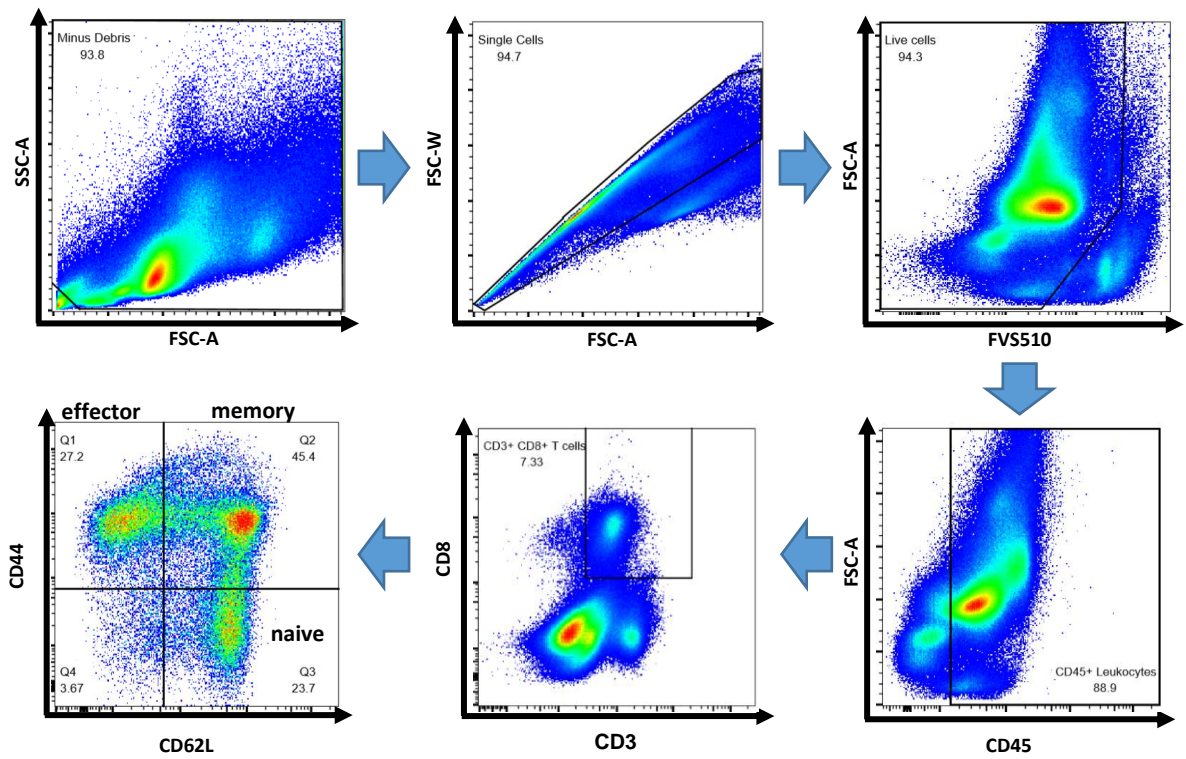 Minus Debris
93.8
SSC-A
FSC-A
Single Cells
94.7
FSC-W
FSC-A
Live cells
94.3
FSC-A
FVS510
effector memory
Q1
27.2
Q2
45.4
CD44
naive
Q4
3.67
Q3
23.7
CD62L
CD3+ CD8+ T cells
7.33
CD8
CD3
FSC-A
CD45+ Leukocytes
88.9
CD45